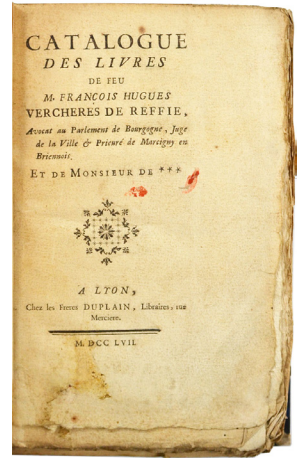 CATALOGUE
DES LIVRES
DE FEU
M. FRANÇOIS HUGUES
VERCHERES DE REFFIE,
Avocat au Parlement de Bourgogne, Juge
de la Ville & Prieuré de Marcigny en
Briennois.
ET DE MONSIEUR DE ***
A LYON,
Chez les Freres DUPLAIN, Libraires, rue
Merciere.
M. DCC LVII.